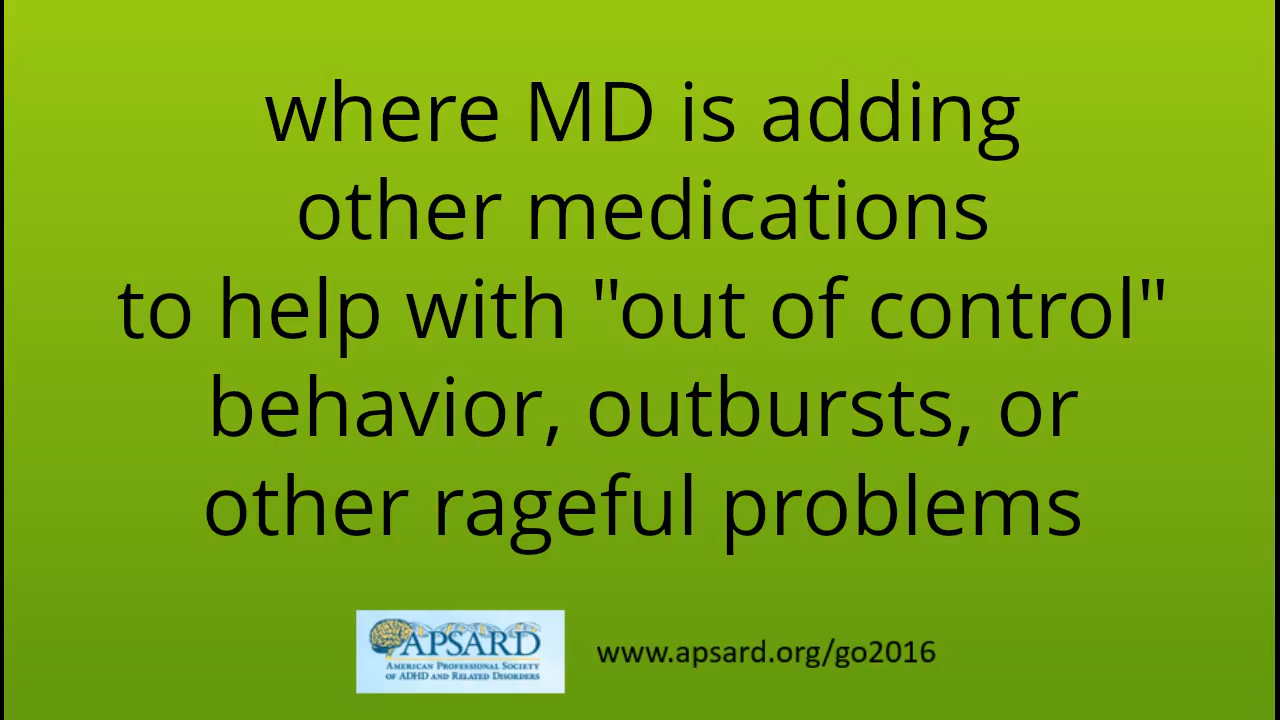 where MD is adding
other medications
to help with "out of control"
behavior, outbursts, or
other rageful problems
APSARD
AMERICAN PROFESSIONAL SOCIETY
OF ADHD AND RELATED DISORDERS
www.apsard.org/go2016